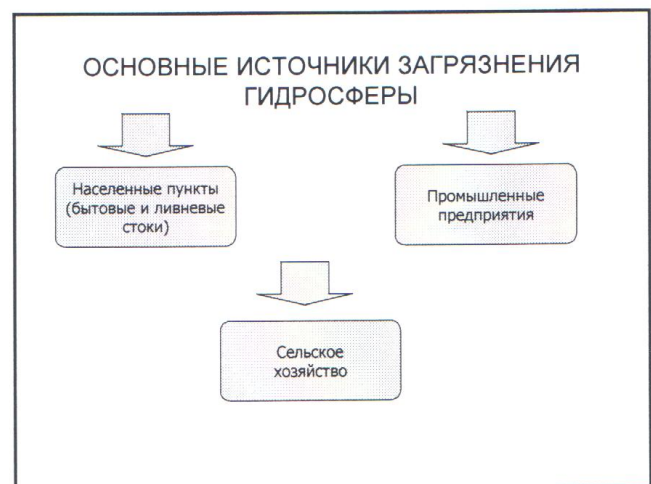 ОСНОВНЫЕ ИСТОЧНИКИ ЗАГРЯЗНЕНИЯ
ГИДРОСФЕРЫ
Населенные пункты
(бытовые и ливневые
стоки)
Промышленные
предприятия
Сельское
хозяйство